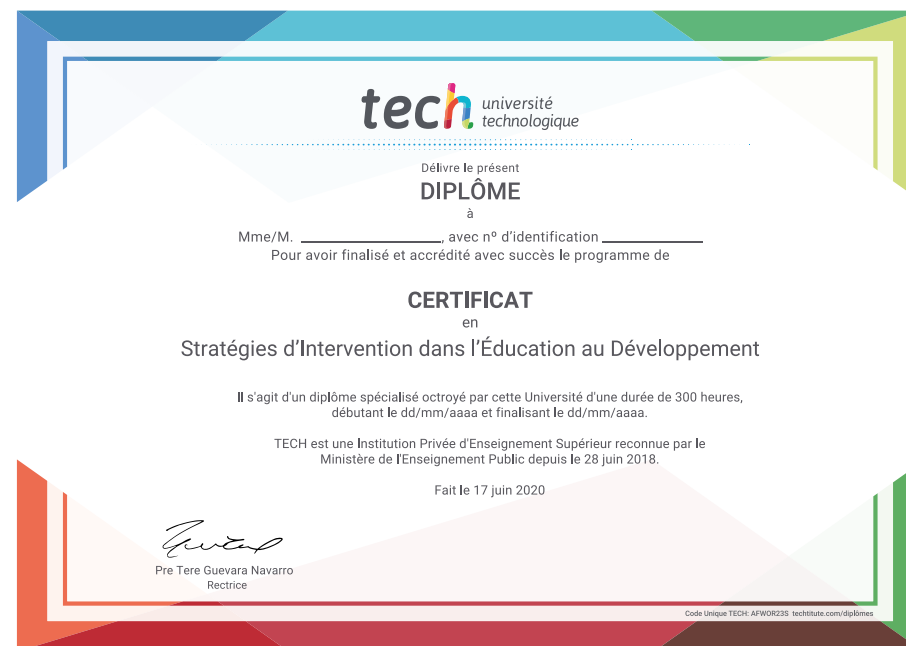 tech université
technologique
Délivre le présent
DIPLÔME
à
Mme/M. ____________________, avec nº d'identification ______________
Pour avoir finalisé et accrédité avec succès le programme de
CERTIFICAT
en
Stratégies d'Intervention dans l'Éducation au Développement
Il s'agit d'un diplôme spécialisé octroyé par cette Université d'une durée de 300 heures,
débutant le dd/mm/aaaa et finalisant le dd/mm/aaaa.
TECH est une Institution Privée d'Enseignement Supérieur reconnue par le
Ministère de l'Enseignement Public depuis le 28 juin 2018.
Fait le 17 juin 2020
Pre Tere Guevara Navarro
Rectrice
Code Unique TECH: AFWOR23S techtitute.com/diplômes